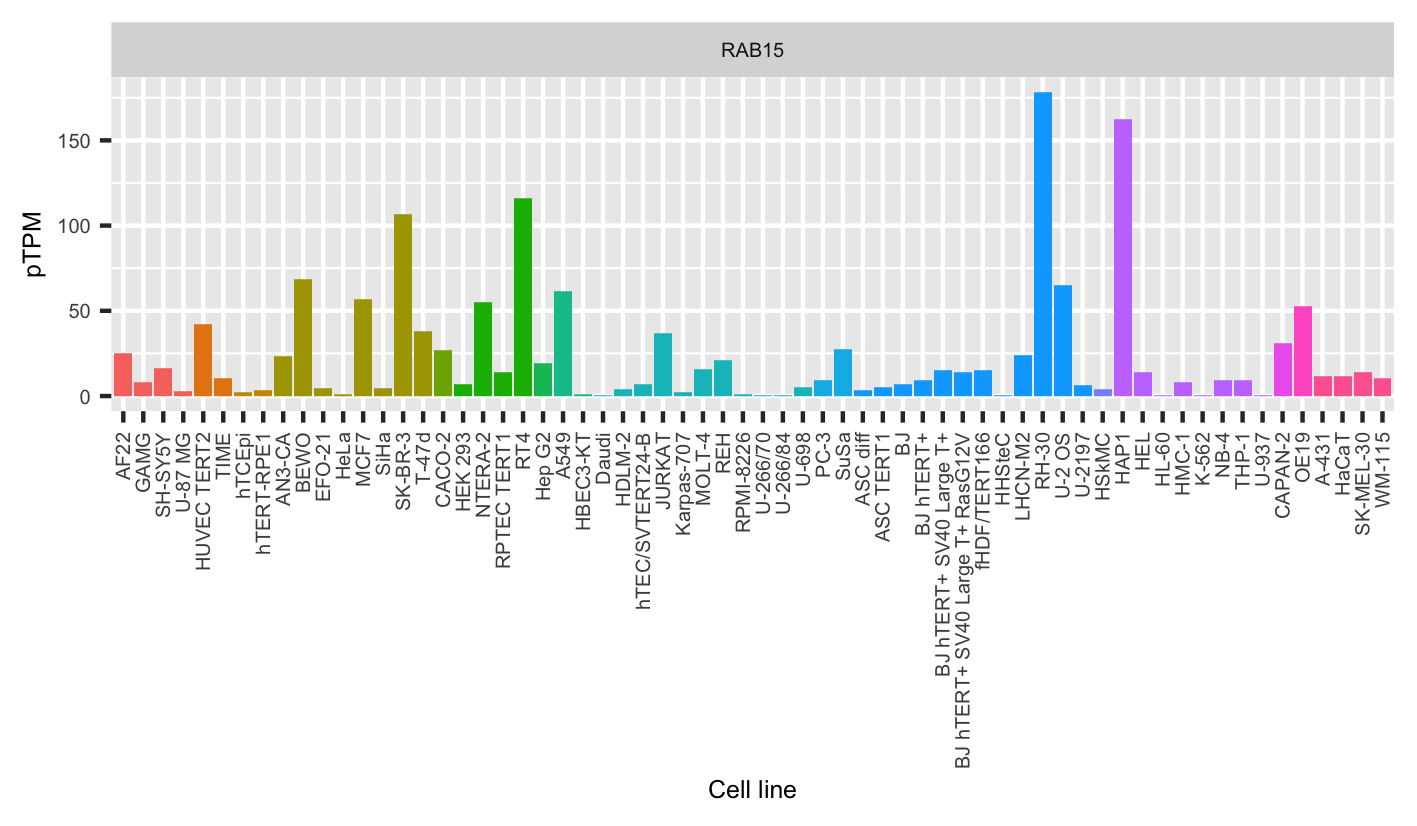 RAB15
150
100
50
0
pTPM
AF22
GAMG
SH-SY5Y
U-87 MG
HUVEC TERT2
TIME
hTCEpi
hTERT-RPE1
AN3-CA
BEWO
EFO-21
HeLa
MCF7
SiHa
SK-BR-3
T-47d
CACO-2
HEK 293
NTERA-2
RPTEC TERT1
RT4
Hep G2
A549
HBEC3-KT
Daudi
HDLM-2
hTEC/SVTERT24-B
JURKAT
Karpas-707
MOLT-4
REH
RPMI-8226
U-266/70
U-266/84
U-698
PC-3
SuSa
ASC diff
ASC TERT1
BJ
BJ hTERT+
BJ hTERT+ SV40 Large T+
BJ hTERT+ SV40 Large T+ RasG12V
fHDF/TERT166
HHSteC
LHCN-M2
RH-30
U-2 OS
U-2197
HSkMC
HAP1
HEL
HL-60
HMC-1
K-562
NB-4
THP-1
U-937
CAPAN-2
OE19
A-431
HaCaT
SK-MEL-30
WM-115
Cell line